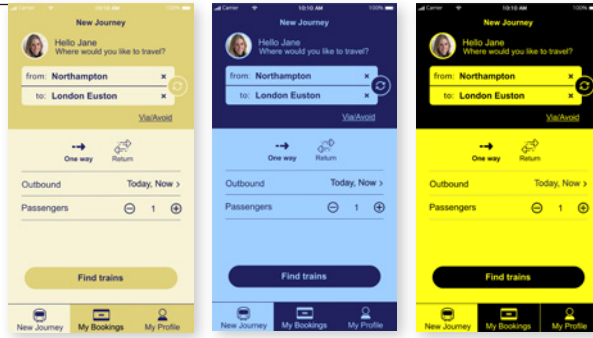 Carrier 10:10 AM 100%
New Journey
Hello Jane
Where would you like to travel?
from: Northampton ×
to: London Euston ×
Via/Avoid
One way Return
Outbound Today, Now >
Passengers 1
Find trains
New Journey My Bookings My Profile
Carrier 10:10 AM 100%
New Journey
Hello Jane
Where would you like to travel?
from: Northampton ×
to: London Euston ×
Via/Avoid
One way Return
Outbound Today, Now >
Passengers 1
Find trains
New Journey My Bookings My Profile
Carrier 10:10 AM 100%
New Journey
Hello Jane
Where would you like to travel?
from: Northampton ×
to: London Euston ×
Via/Avoid
One way Return
Outbound Today, Now >
Passengers 1
Find trains
New Journey My Bookings My Profile